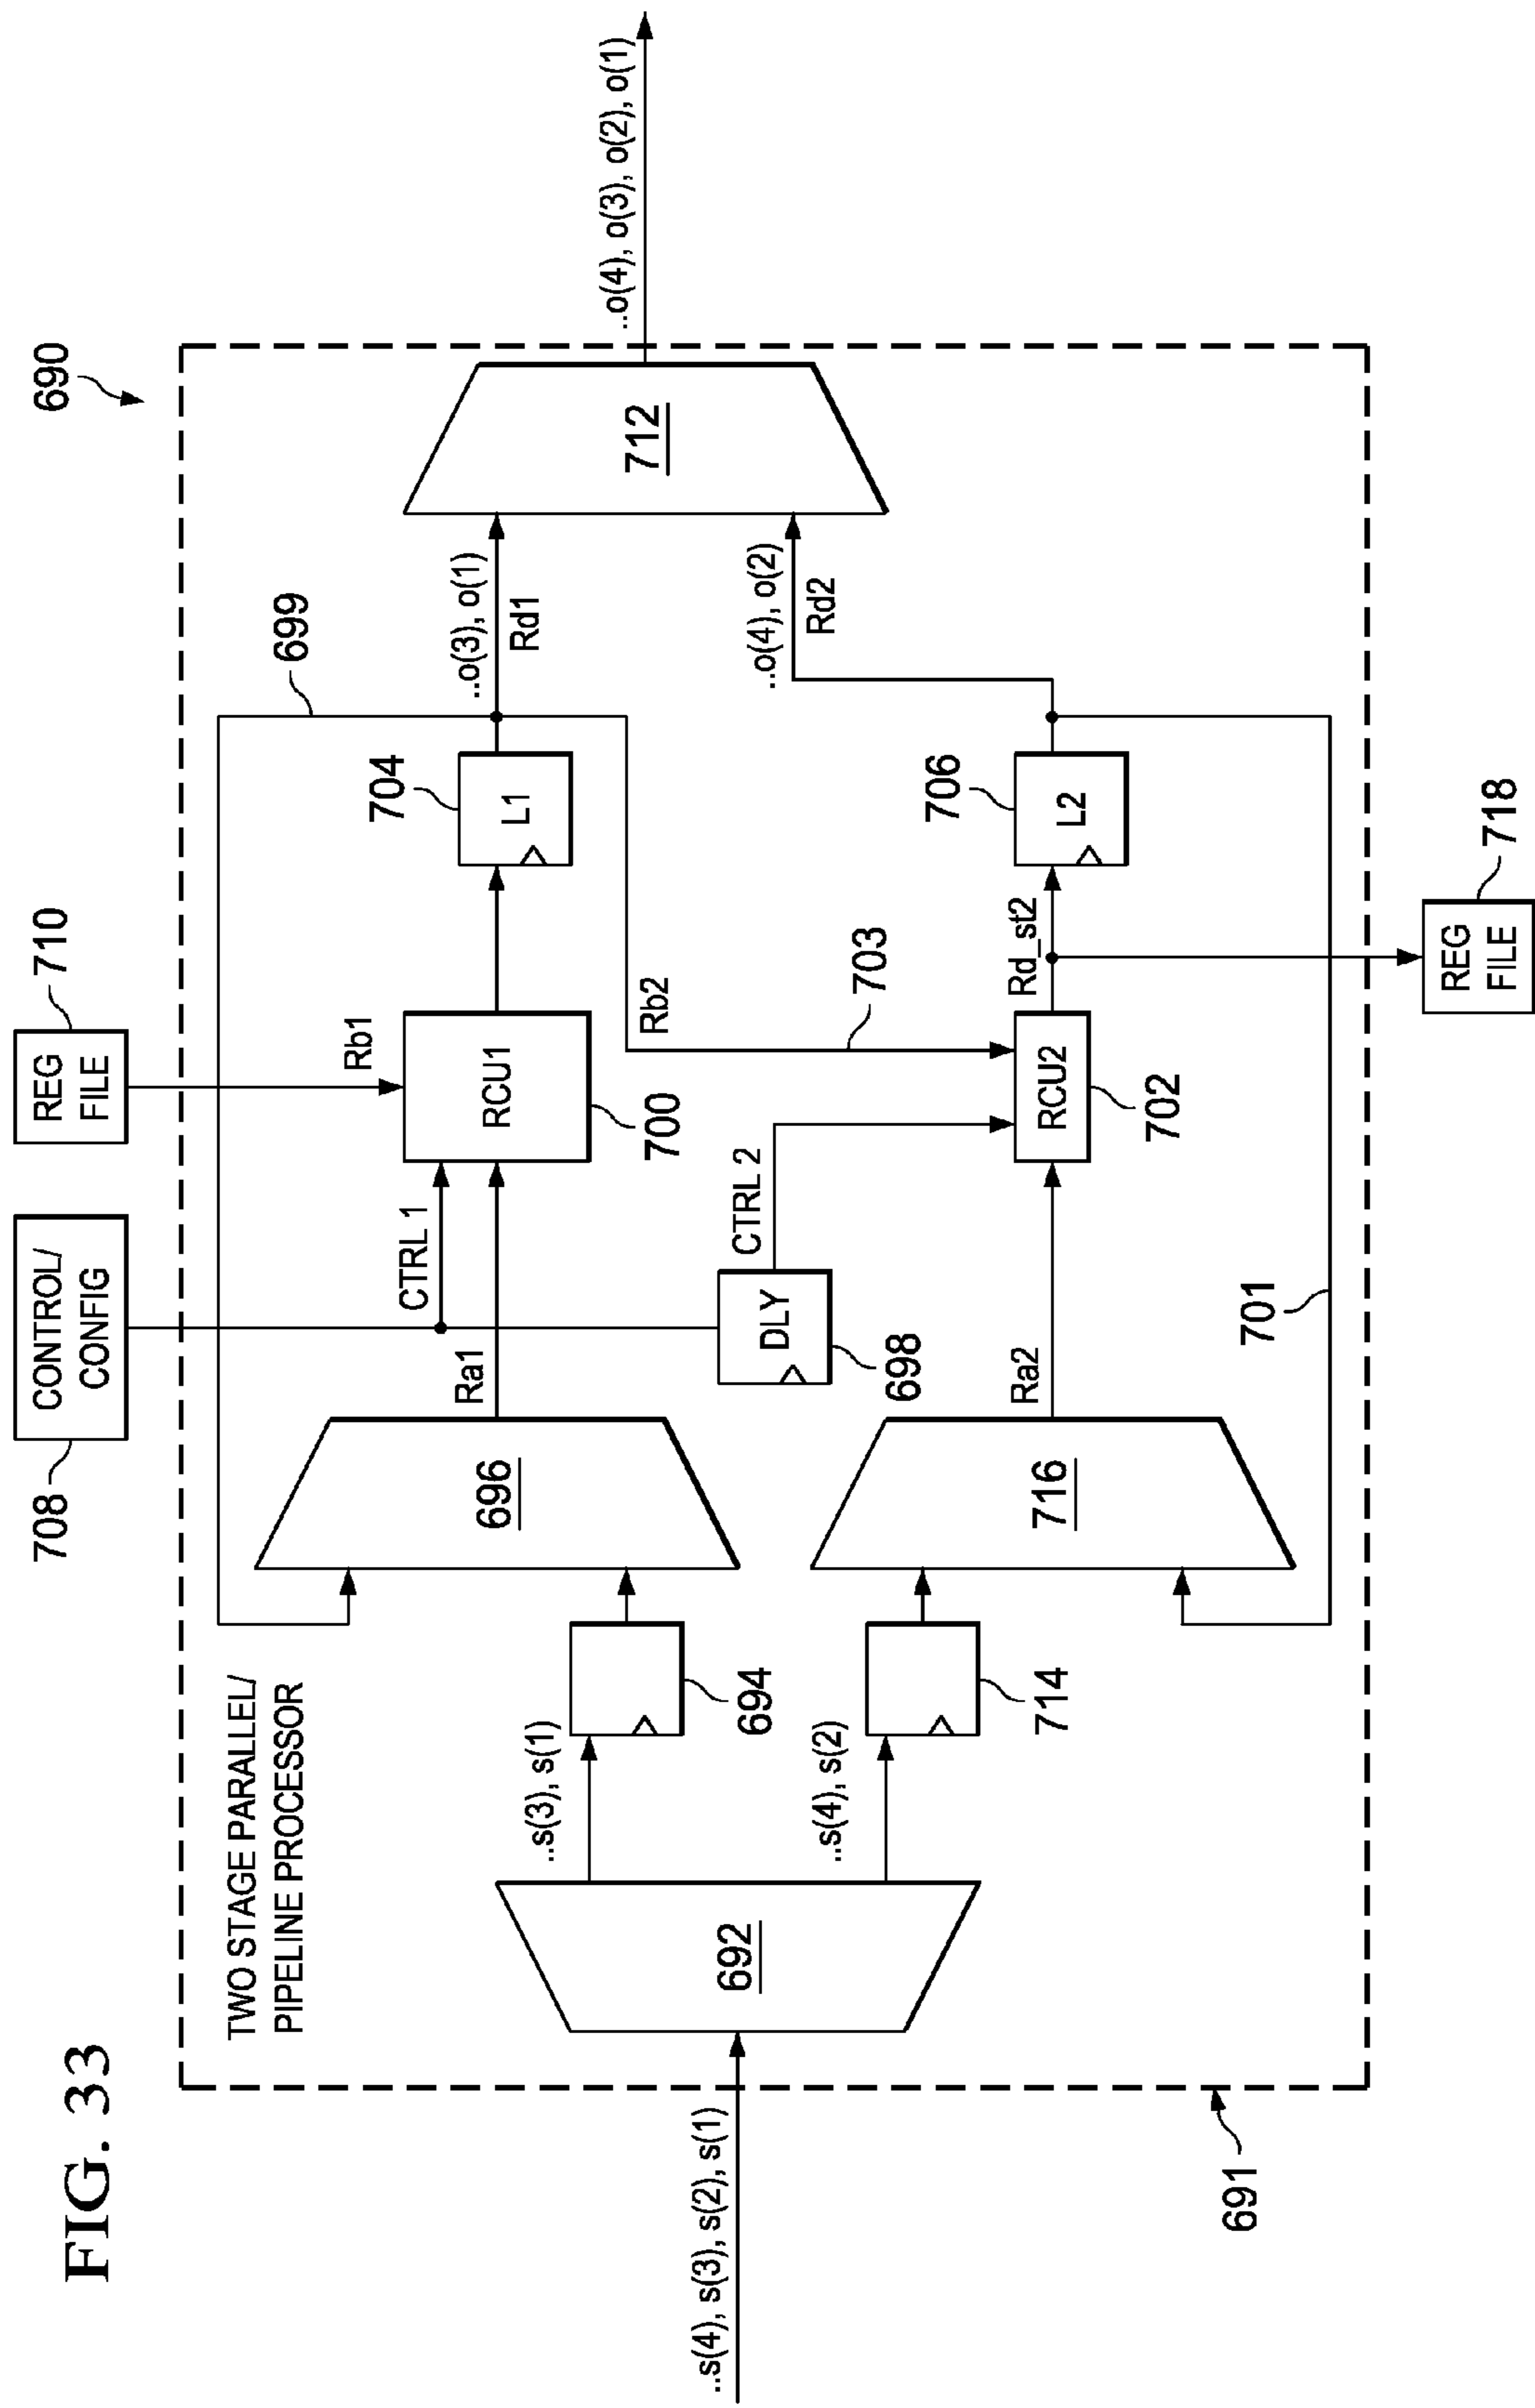 FIG. 33
690
691
TWO STAGE PARALLEL/
PIPELINE PROCESSOR
708
CONTROL/
CONFIG
710
REG
FILE
Rb1
699
..s(4), s(3), s(2), s(1)
692
..s(3), s(1)
694
..s(4), s(2)
714
696
716
Ra1
Ra2
CTRL 1
CTRL 2
DLY
698
RCU1
700
RCU2
702
Rb2
703
701
Rd_st2
L1
704
L2
706
REG
FILE
718
..o(3), o(1)
Rd1
..o(4), o(2)
Rd2
712
..o(4), o(3), o(2), o(1)